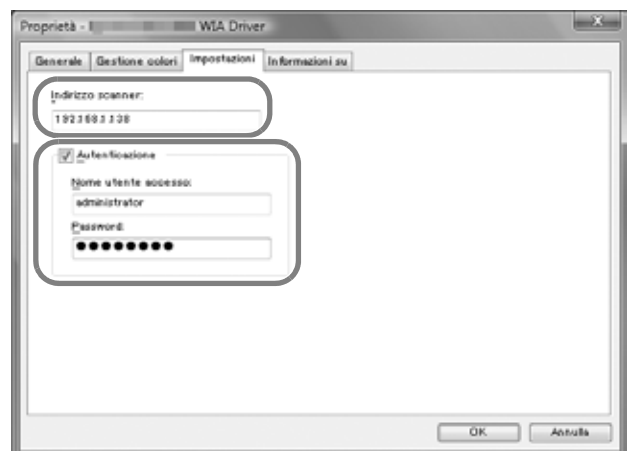 Proprietà - WIA Driver
Generale Gestione colori Impostazioni Informazioni su
Indirizzo scanner:
192.168.1.138
Autenticazione
Nome utente accesso:
administrator
Password:
●●●●●●●●
OK Annulla